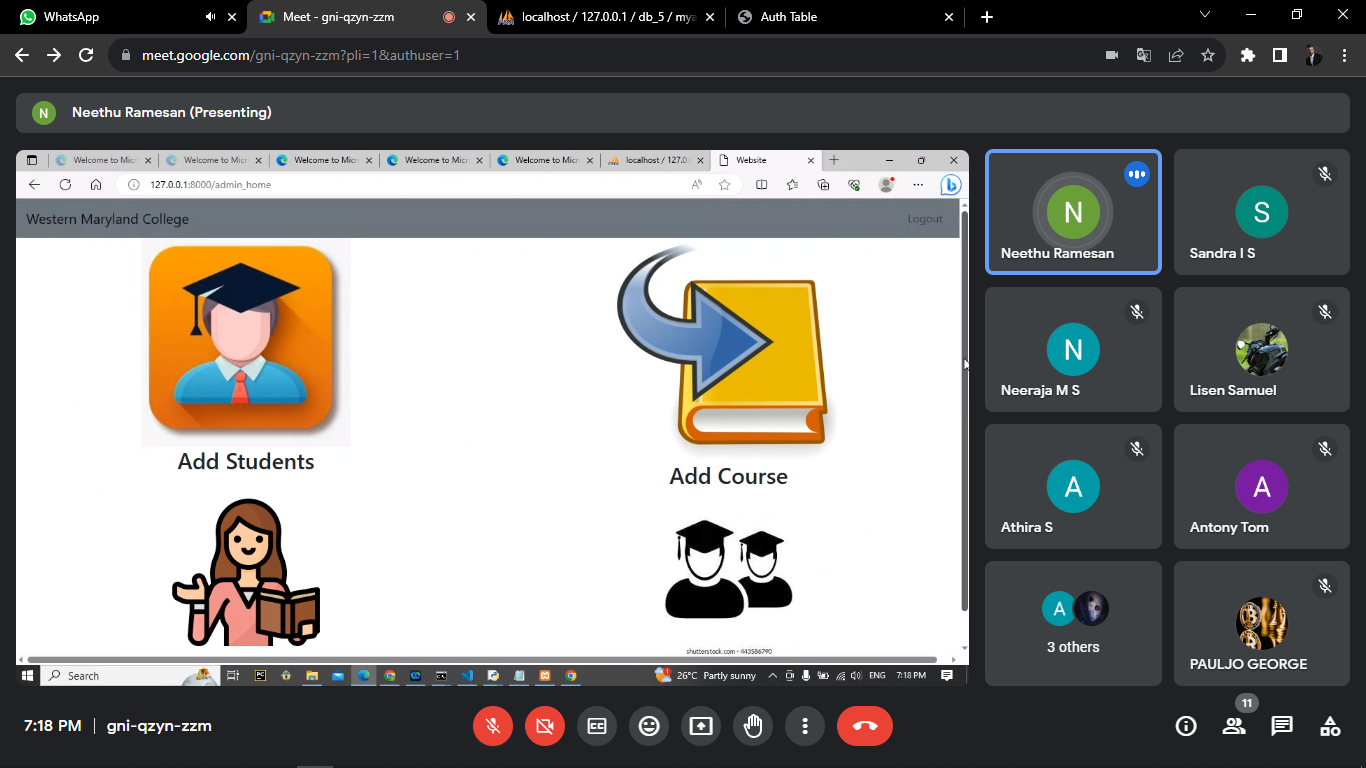 WhatsApp
Meet - gni-qzyn-zzm
localhost / 127.0.0.1 / db_5 / mya
Auth Table
meet.google.com/gni-qzyn-zzm?pli=1&authuser=1
N
Neethu Ramesan (Presenting)
Welcome to Micr
Welcome to Micr
Welcome to Micr
Welcome to Micr
Welcome to Micr
localhost / 127.0.
Website
127.0.0.1:8000/admin_home
Western Maryland College
Logout
Add Students
Add Course
shutterstock.com • 443586790
Search
26°C Partly sunny
ENG
7:18 PM
N
Neethu Ramesan
S
Sandra I S
N
Neeraja M S
Lisen Samuel
A
Athira S
A
Antony Tom
A
3 others
PAULJO GEORGE
7:18 PM | gni-qzyn-zzm
CC
11